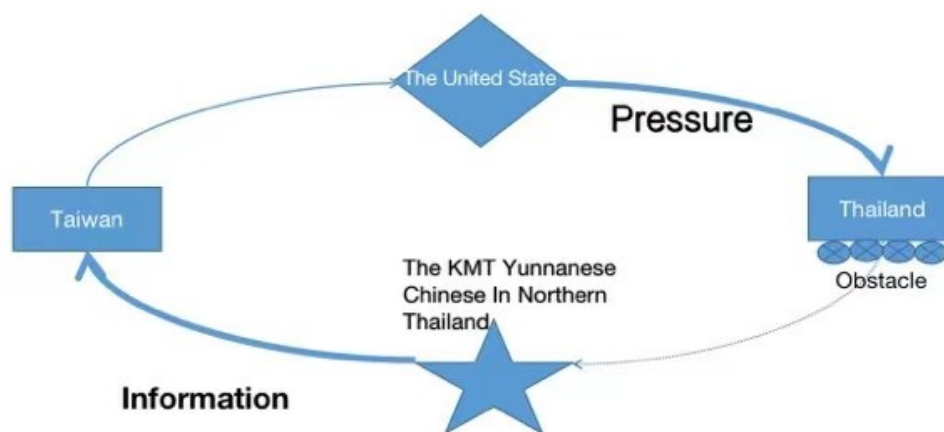 The United State
Pressure
Taiwan
Thailand
Obstacle
The KMT Yunnanese
Chinese In Northern
Thailand
Information